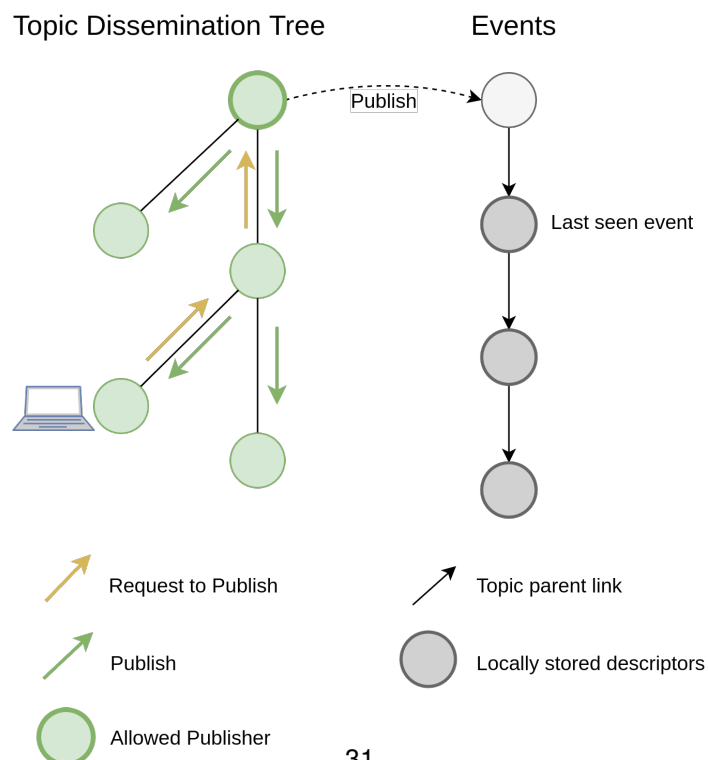 Topic Dissemination Tree
Events
Publish
Last seen event
Request to Publish
Topic parent link
Publish
Locally stored descriptors
Allowed Publisher
31